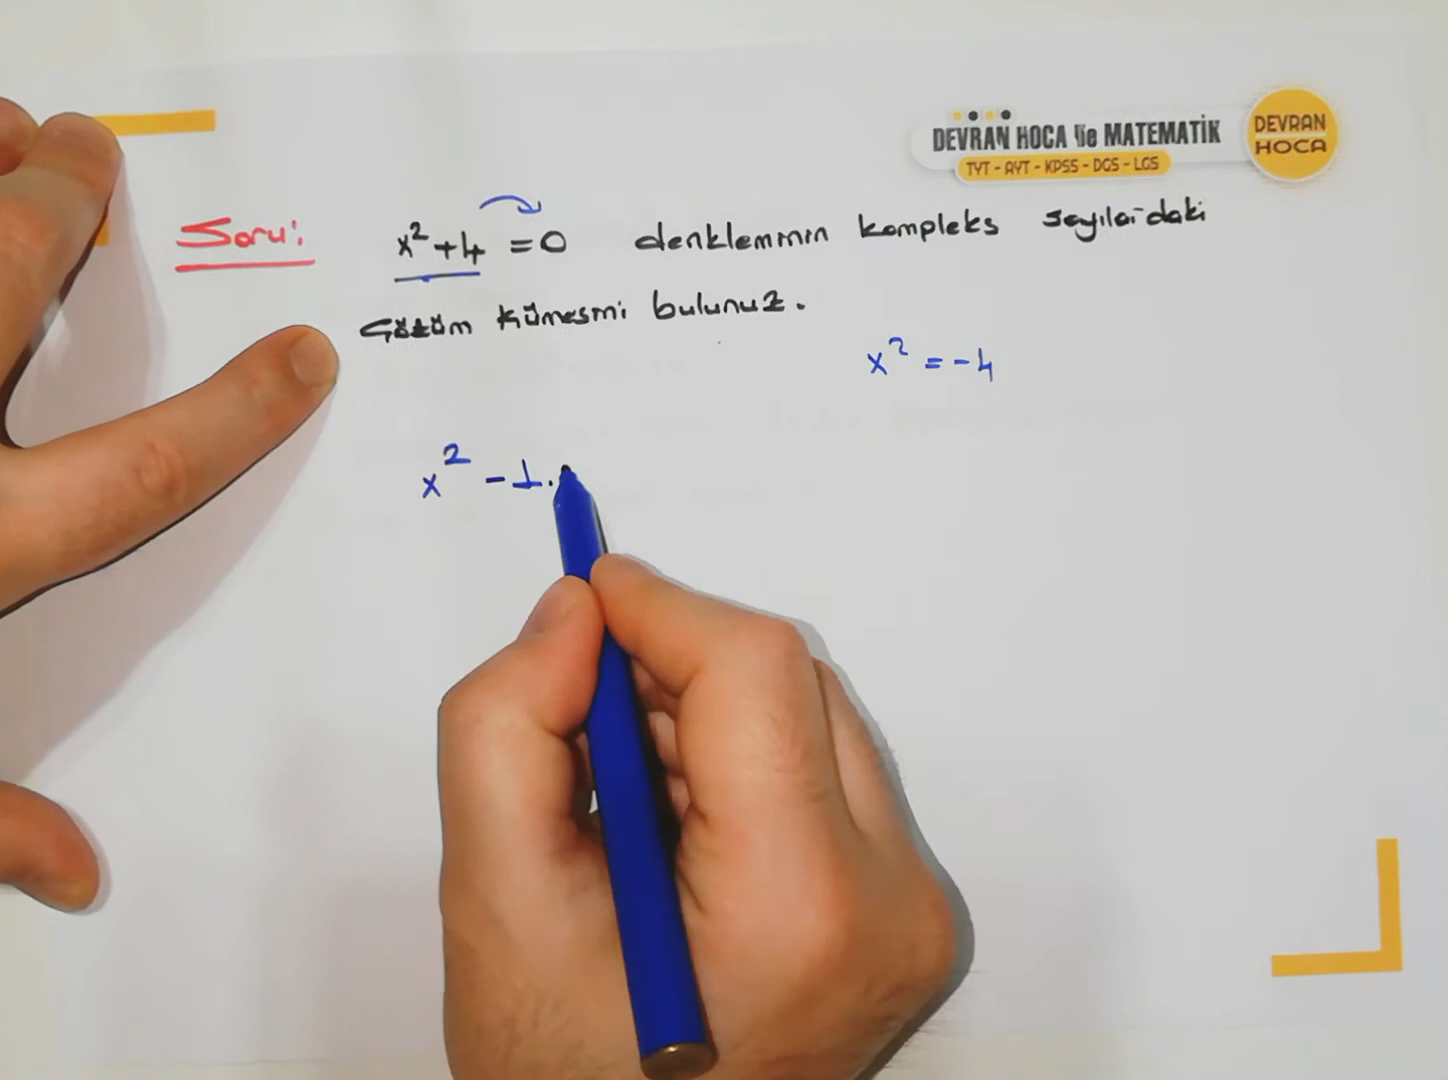 DEVRAN HOCA ile MATEMATİK
TYT - AYT - KPSS - DGS - LGS
DEVRAN
HOCA
Soru:
x² + 4 = 0 denkleminin kompleks sayılardaki
Çözüm Kümesini bulunuz.
x² = -4
x² - 1.